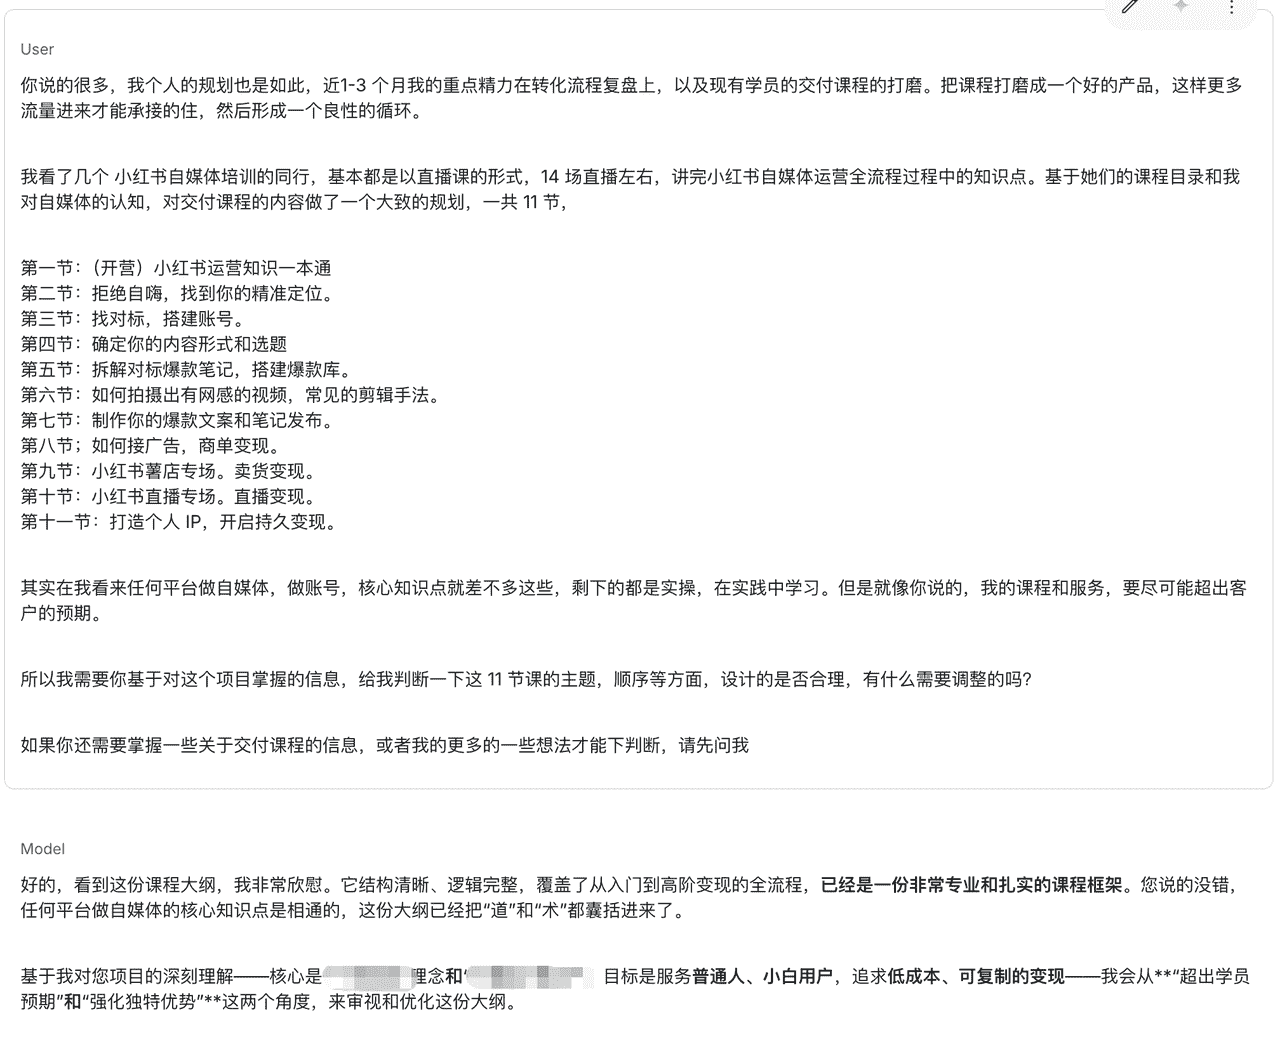 User
你说的很多，我个人的规划也是如此，近1-3 个月我的重点精力在转化流程复盘上，以及现有学员的交付课程的打磨。把课程打磨成一个好的产品，这样更多
流量进来才能承接的住，然后形成一个良性的循环。
我看了几个 小红书自媒体培训的同行，基本都是以直播课的形式，14 场直播左右，讲完小红书自媒体运营全流程过程中的知识点。基于她们的课程目录和我
对自媒体的认知，对交付课程的内容做了一个大致的规划，一共 11 节，
第一节：（开营）小红书运营知识一本通
第二节：拒绝自嗨，找到你的精准定位。
第三节：找对标，搭建账号。
第四节：确定你的内容形式和选题
第五节：拆解对标爆款笔记，搭建爆款库。
第六节：如何拍摄出有网感的视频，常见的剪辑手法。
第七节：制作你的爆款文案和笔记发布。
第八节；如何接广告，商单变现。
第九节：小红书薯店专场。卖货变现。
第十节：小红书直播专场。直播变现。
第十一节：打造个人 IP，开启持久变现。
其实在我看来任何平台做自媒体，做账号，核心知识点就差不多这些，剩下的都是实操，在实践中学习。但是就像你说的，我的课程和服务，要尽可能超出客
户的预期。
所以我需要你基于对这个项目掌握的信息，给我判断一下这 11 节课的主题，顺序等方面，设计的是否合理，有什么需要调整的吗?
如果你还需要掌握一些关于交付课程的信息，或者我的更多的一些想法才能下判断，请先问我
Model
好的，看到这份课程大纲，我非常欣慰。它结构清晰、逻辑完整，覆盖了从入门到高阶变现的全流程，已经是一份非常专业和扎实的课程框架。您说的没错，
任何平台做自媒体的核心知识点是相通的，这份大纲已经把“道”和“术”都囊括进来了。
基于我对您项目的深刻理解——核心是理念和“ 目标是服务普通人、小白用户，追求低成本、可复制的变现——我会从**“超出学员
预期”和“强化独特优势”**这两个角度，来审视和优化这份大纲。